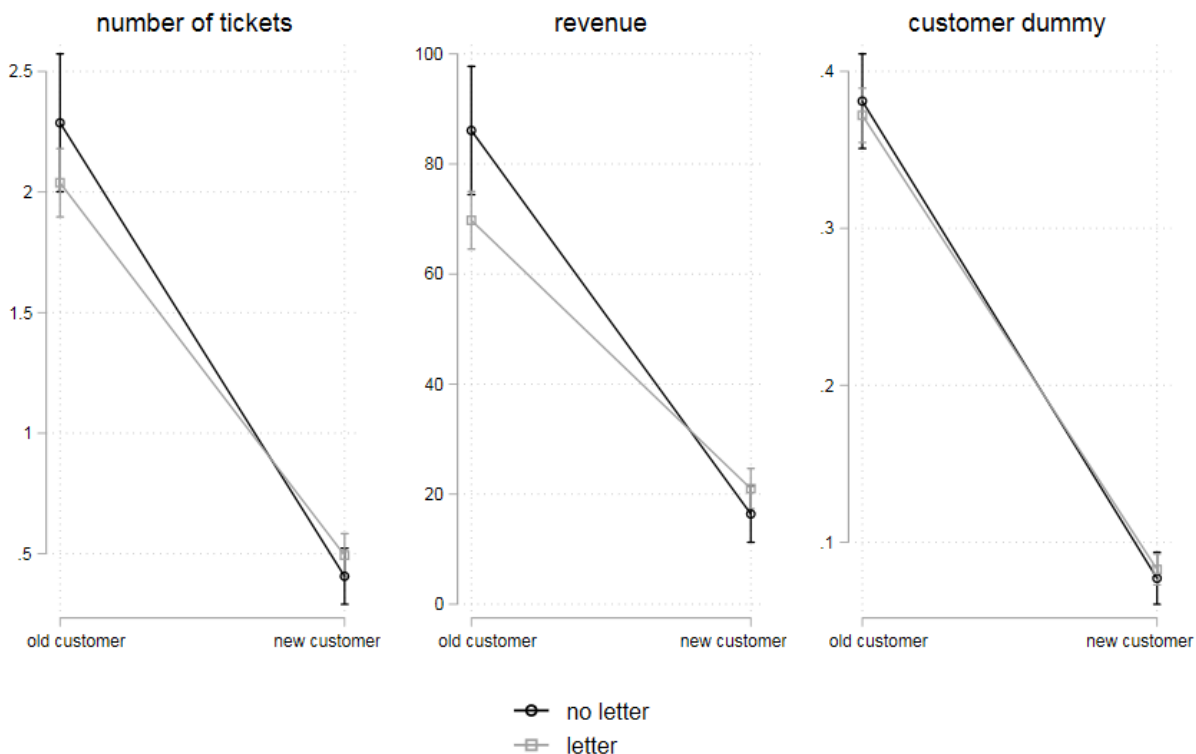 number of tickets
2.5
2
1.5
1
.5
old customer
new customer
revenue
100
80
60
40
20
0
old customer
new customer
customer dummy
.4
.3
.2
.1
old customer
new customer
no letter
letter